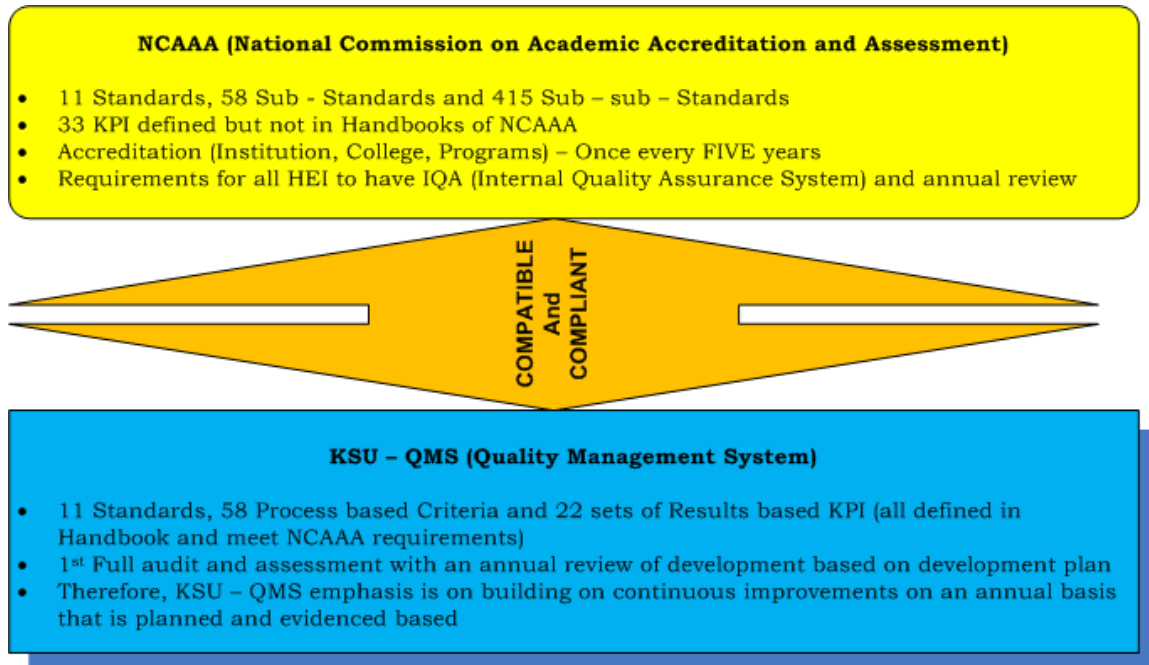 NCAAA (National Commission on Academic Accreditation and Assessment)
• 11 Standards, 58 Sub - Standards and 415 Sub – sub – Standards
• 33 KPI defined but not in Handbooks of NCAAA
• Accreditation (Institution, College, Programs) – Once every FIVE years
• Requirements for all HEI to have IQA (Internal Quality Assurance System) and annual review
COMPATIBLE
And
COMPLIANT
KSU – QMS (Quality Management System)
• 11 Standards, 58 Process based Criteria and 22 sets of Results based KPI (all defined in
Handbook and meet NCAAA requirements)
• 1st Full audit and assessment with an annual review of development based on development plan
• Therefore, KSU – QMS emphasis is on building on continuous improvements on an annual basis
that is planned and evidenced based